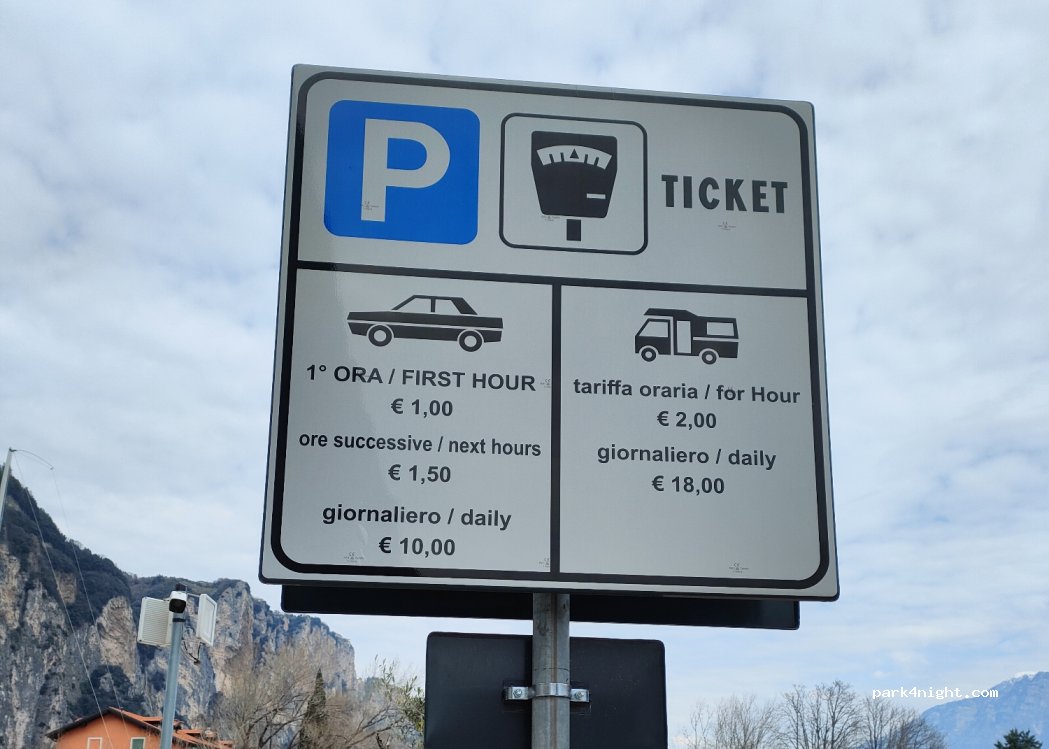 P
TICKET
1° ORA / FIRST HOUR
€ 1,00
ore successive / next hours
€ 1,50
giornaliero / daily
€ 10,00
tariffa oraria / for Hour
€ 2,00
giornaliero / daily
€ 18,00
park4night.com